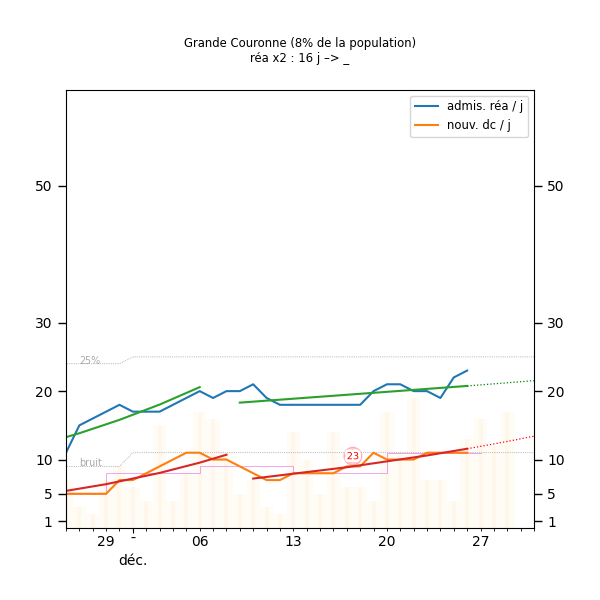 Grande Couronne (8% de la population)
réa x2 : 16 j –> _
admis. réa / j
nouv. dc / j
50 50
30 30
25%
20 20
bruit
23
10 10
5 5
1 1
29 - 06 13 20 27
déc.